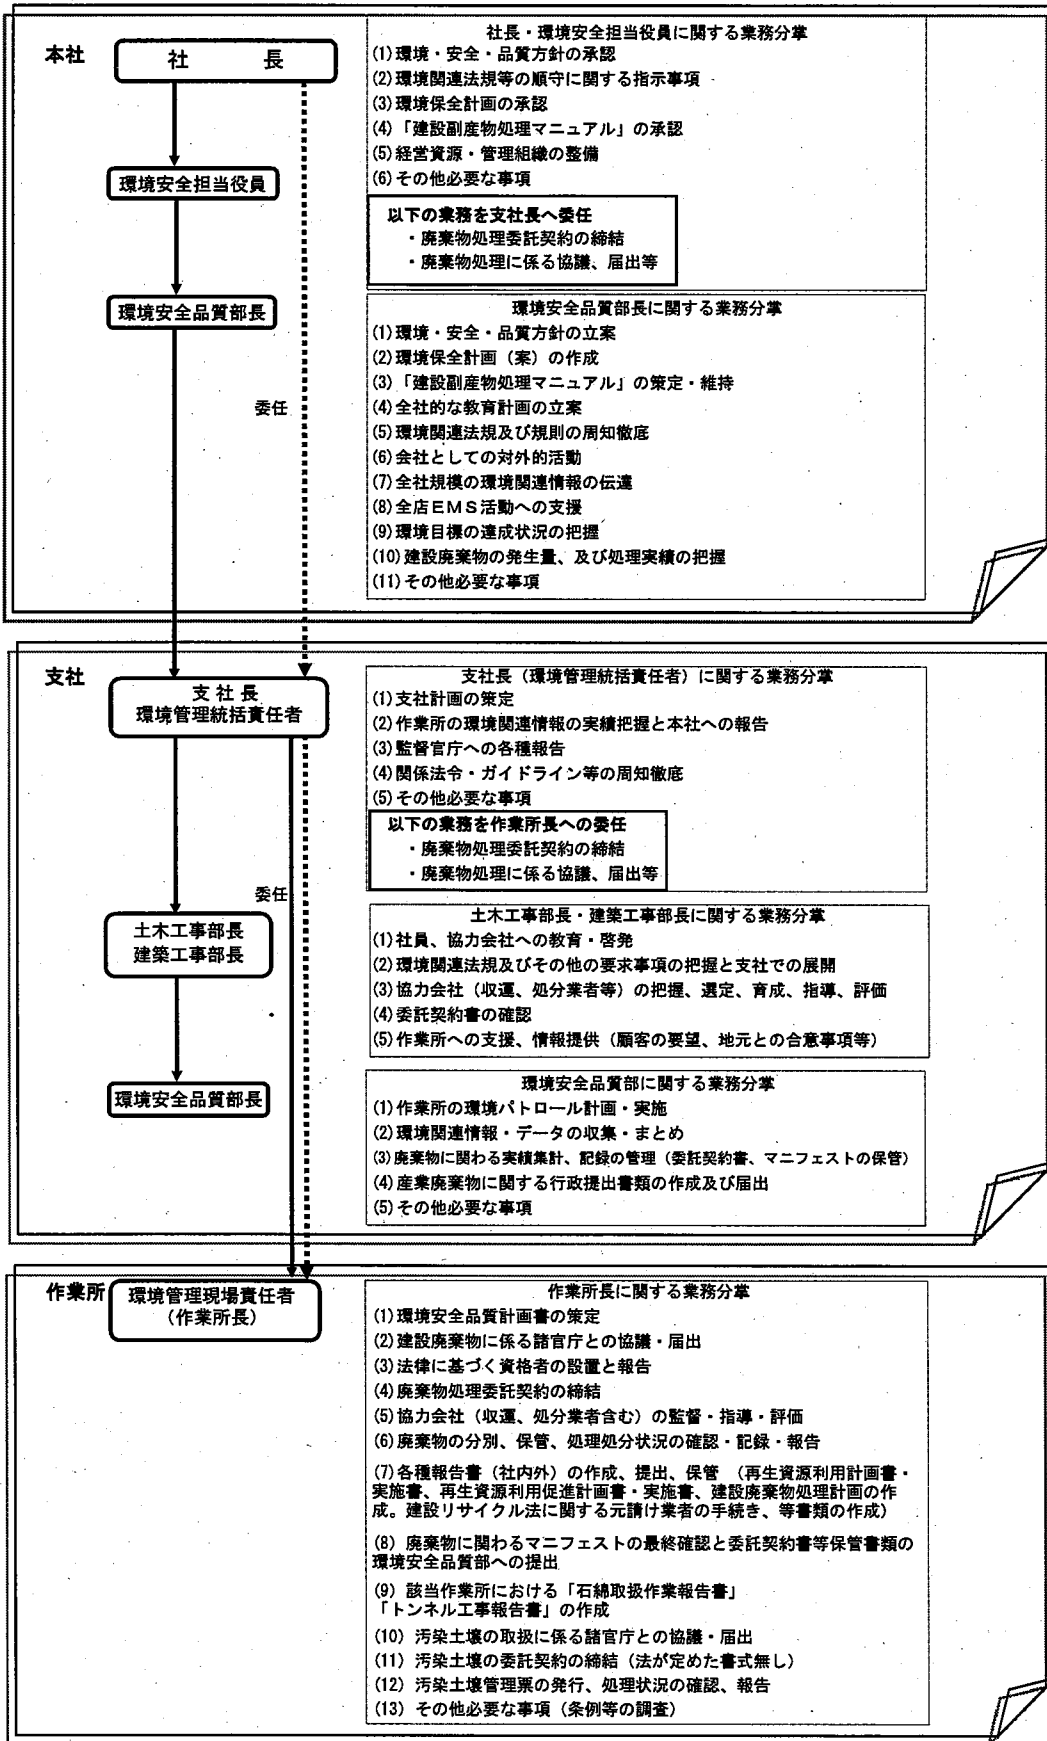 本社
社　　長
環境安全担当役員
環境安全品質部長
委任
社長・環境安全担当役員に関する業務分掌
(1)環境・安全・品質方針の承認
(2)環境関連法規等の順守に関する指示事項
(3)環境保全計画の承認
(4)「建設副産物処理マニュアル」の承認
(5)経営資源・管理組織の整備
(6)その他必要な事項
以下の業務を支社長へ委任
・廃棄物処理委託契約の締結
・廃棄物処理に係る協議、届出等
環境安全品質部長に関する業務分掌
(1)環境・安全・品質方針の立案
(2)環境保全計画（案）の作成
(3)「建設副産物処理マニュアル」の策定・維持
(4)全社的な教育計画の立案
(5)環境関連法規及び規則の周知徹底
(6)会社としての対外的活動
(7)全社規模の環境関連情報の伝達
(8)全店ＥＭＳ活動への支援
(9)環境目標の達成状況の把握
(10)建設廃棄物の発生量、及び処理実績の把握
(11)その他必要な事項
支社
支 社 長
環境管理統括責任者
委任
土木工事部長
建築工事部長
環境安全品質部長
支社長（環境管理統括責任者）に関する業務分掌
(1)支社計画の策定
(2)作業所の環境関連情報の実績把握と本社への報告
(3)監督官庁への各種報告
(4)関係法令・ガイドライン等の周知徹底
(5)その他必要な事項
以下の業務を作業所長への委任
・廃棄物処理委託契約の締結
・廃棄物処理に係る協議、届出等
土木工事部長・建築工事部長に関する業務分掌
(1)社員、協力会社への教育・啓発
(2)環境関連法規及びその他の要求事項の把握と支社での展開
(3)協力会社（収運、処分業者等）の把握、選定、育成、指導、評価
(4)委託契約書の確認
(5)作業所への支援、情報提供（顧客の要望、地元との合意事項等）
環境安全品質部に関する業務分掌
(1)作業所の環境パトロール計画・実施
(2)環境関連情報・データの収集・まとめ
(3)廃棄物に関わる実績集計、記録の管理（委託契約書、マニフェストの保管）
(4)産業廃棄物に関する行政提出書類の作成及び届出
(5)その他必要な事項
作業所
環境管理現場責任者
（作業所長）
作業所長に関する業務分掌
(1)環境安全品質計画書の策定
(2)建設廃棄物に係る諸官庁との協議・届出
(3)法律に基づく資格者の設置と報告
(4)廃棄物処理委託契約の締結
(5)協力会社（収運、処分業者含む）の監督・指導・評価
(6)廃棄物の分別、保管、処理処分状況の確認・記録・報告
(7)各種報告書（社内外）の作成、提出、保管　（再生資源利用計画書・
実施書、再生資源利用促進計画書・実施書、建設廃棄物処理計画の作
成。建設リサイクル法に関する元請け業者の手続き、等書類の作成）
(8) 廃棄物に関わるマニフェストの最終確認と委託契約書等保管書類の
環境安全品質部への提出
(9) 該当作業所における「石綿取扱作業報告書」
「トンネル工事報告書」の作成
(10) 汚染土壌の取扱に係る諸官庁との協議・届出
(11) 汚染土壌の委託契約の締結（法が定めた書式無し）
(12) 汚染土壌管理票の発行、処理状況の確認、報告
(13) その他必要な事項（条例等の調査）